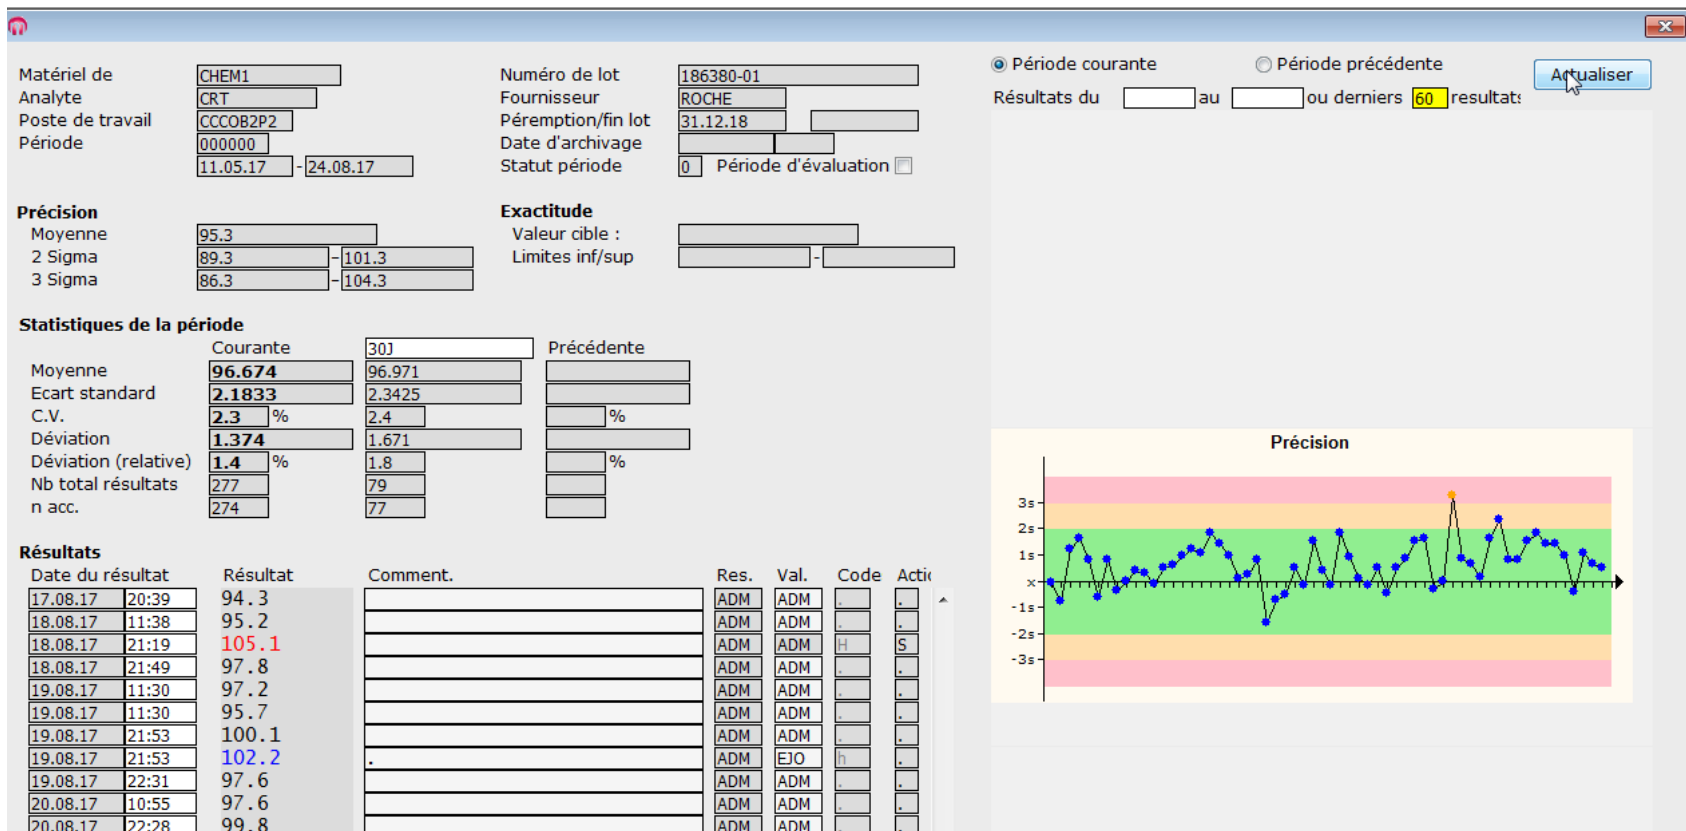 Matériel de CHEM1 Numéro de lot 186380-01 Période courante Période précédente Actualiser
Analyte CRT Fournisseur ROCHE Résultats du au ou derniers 60 resultats
Poste de travail CCCOB2P2 Péremption/fin lot 31.12.18
Période 000000 Date d'archivage
11.05.17 - 24.08.17 Statut période 0 Période d'évaluation
Précision Exactitude
Moyenne 95.3 Valeur cible :
2 Sigma 89.3 - 101.3 Limites inf/sup -
3 Sigma 86.3 - 104.3
Statistiques de la période
Courante 30J Précédente
Moyenne 96.674 96.971
Ecart standard 2.1833 2.3425
C.V. 2.3 % 2.4 %
Déviation 1.374 1.671
Déviation (relative) 1.4 % 1.8 %
Nb total résultats 277 79
n acc. 274 77
Précision
3s
2s
1s
x
-1s
-2s
-3s
Résultats
Date du résultat Résultat Comment. Res. Val. Code Actic
17.08.17 20:39 94.3 ADM ADM . .
18.08.17 11:38 95.2 ADM ADM . .
18.08.17 21:19 105.1 ADM ADM H S
18.08.17 21:49 97.8 ADM ADM . .
19.08.17 11:30 97.2 ADM ADM . .
19.08.17 11:30 95.7 ADM ADM . .
19.08.17 21:53 100.1 ADM ADM . .
19.08.17 21:53 102.2 . ADM EJO h .
19.08.17 22:31 97.6 ADM ADM . .
20.08.17 10:55 97.6 ADM ADM . .
20.08.17 22:28 99.8 ADM ADM . .